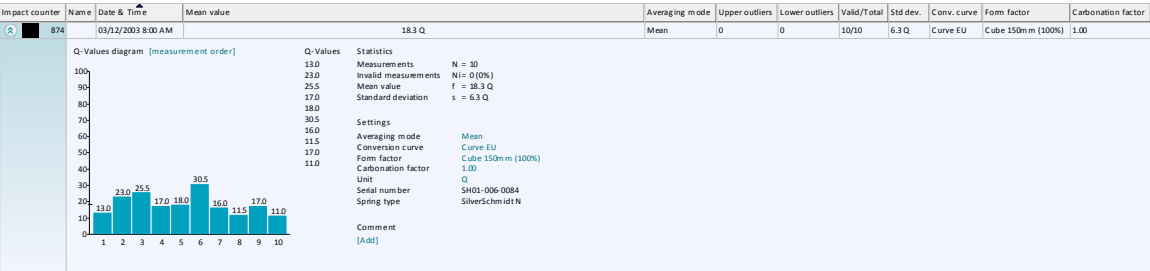 Impact counter Name Date & Time Mean value Averaging mode Upper outliers Lower outliers Valid/Total Std dev. Conv. curve Form factor Carbonation factor
874 03/12/2003 8:00 AM 18.3 Q Mean 0 0 10/10 6.3 Q Curve EU Cube 150mm (100%) 1.00
Q-Values diagram [measurement order]
100
90
80
70
60
50
40
30
20
10
0
13.0 23.0 25.5 17.0 18.0 30.5 16.0 11.5 17.0 11.0
1 2 3 4 5 6 7 8 9 10
Q-Values
13.0
23.0
25.5
17.0
18.0
30.5
16.0
11.5
17.0
11.0
Statistics
Measurements N = 10
Invalid measurements Ni = 0 (0%)
Mean value f = 18.3 Q
Standard deviation s = 6.3 Q
Settings
Averaging mode Mean
Conversion curve Curve EU
Form factor Cube 150mm (100%)
Carbonation factor 1.00
Unit Q
Serial number SH01-006-0084
Spring type SilverSchmidt N
Comment
[Add]